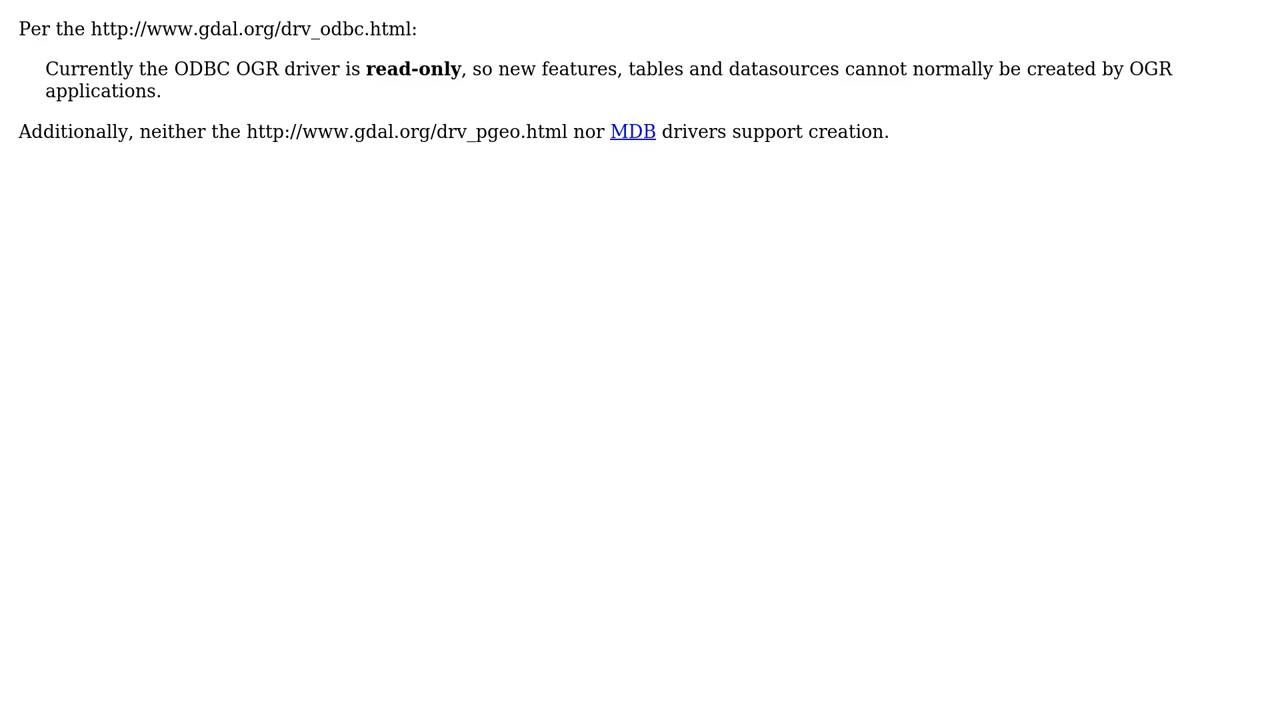 Per the http://www.gdal.org/drv_odbc.html:
Currently the ODBC OGR driver is read-only, so new features, tables and datasources cannot normally be created by OGR
applications.
Additionally, neither the http://www.gdal.org/drv_pgeo.html nor MDB drivers support creation.